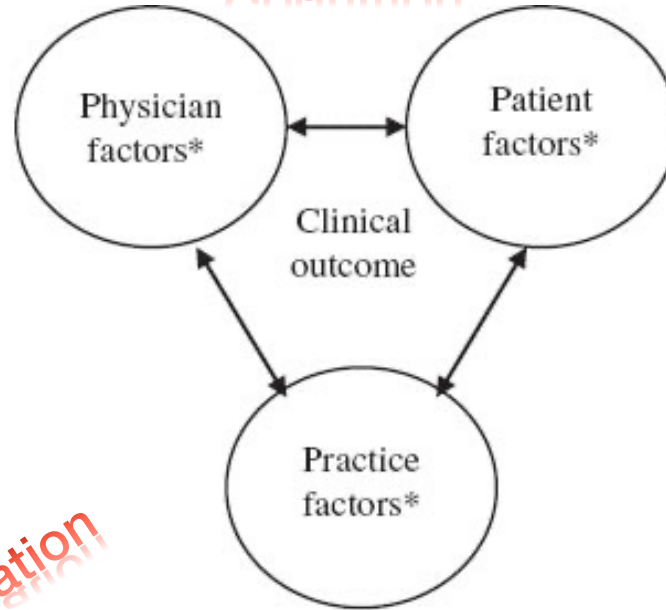 Physician
factors*
Patient
factors*
Clinical
outcome
Practice
factors*